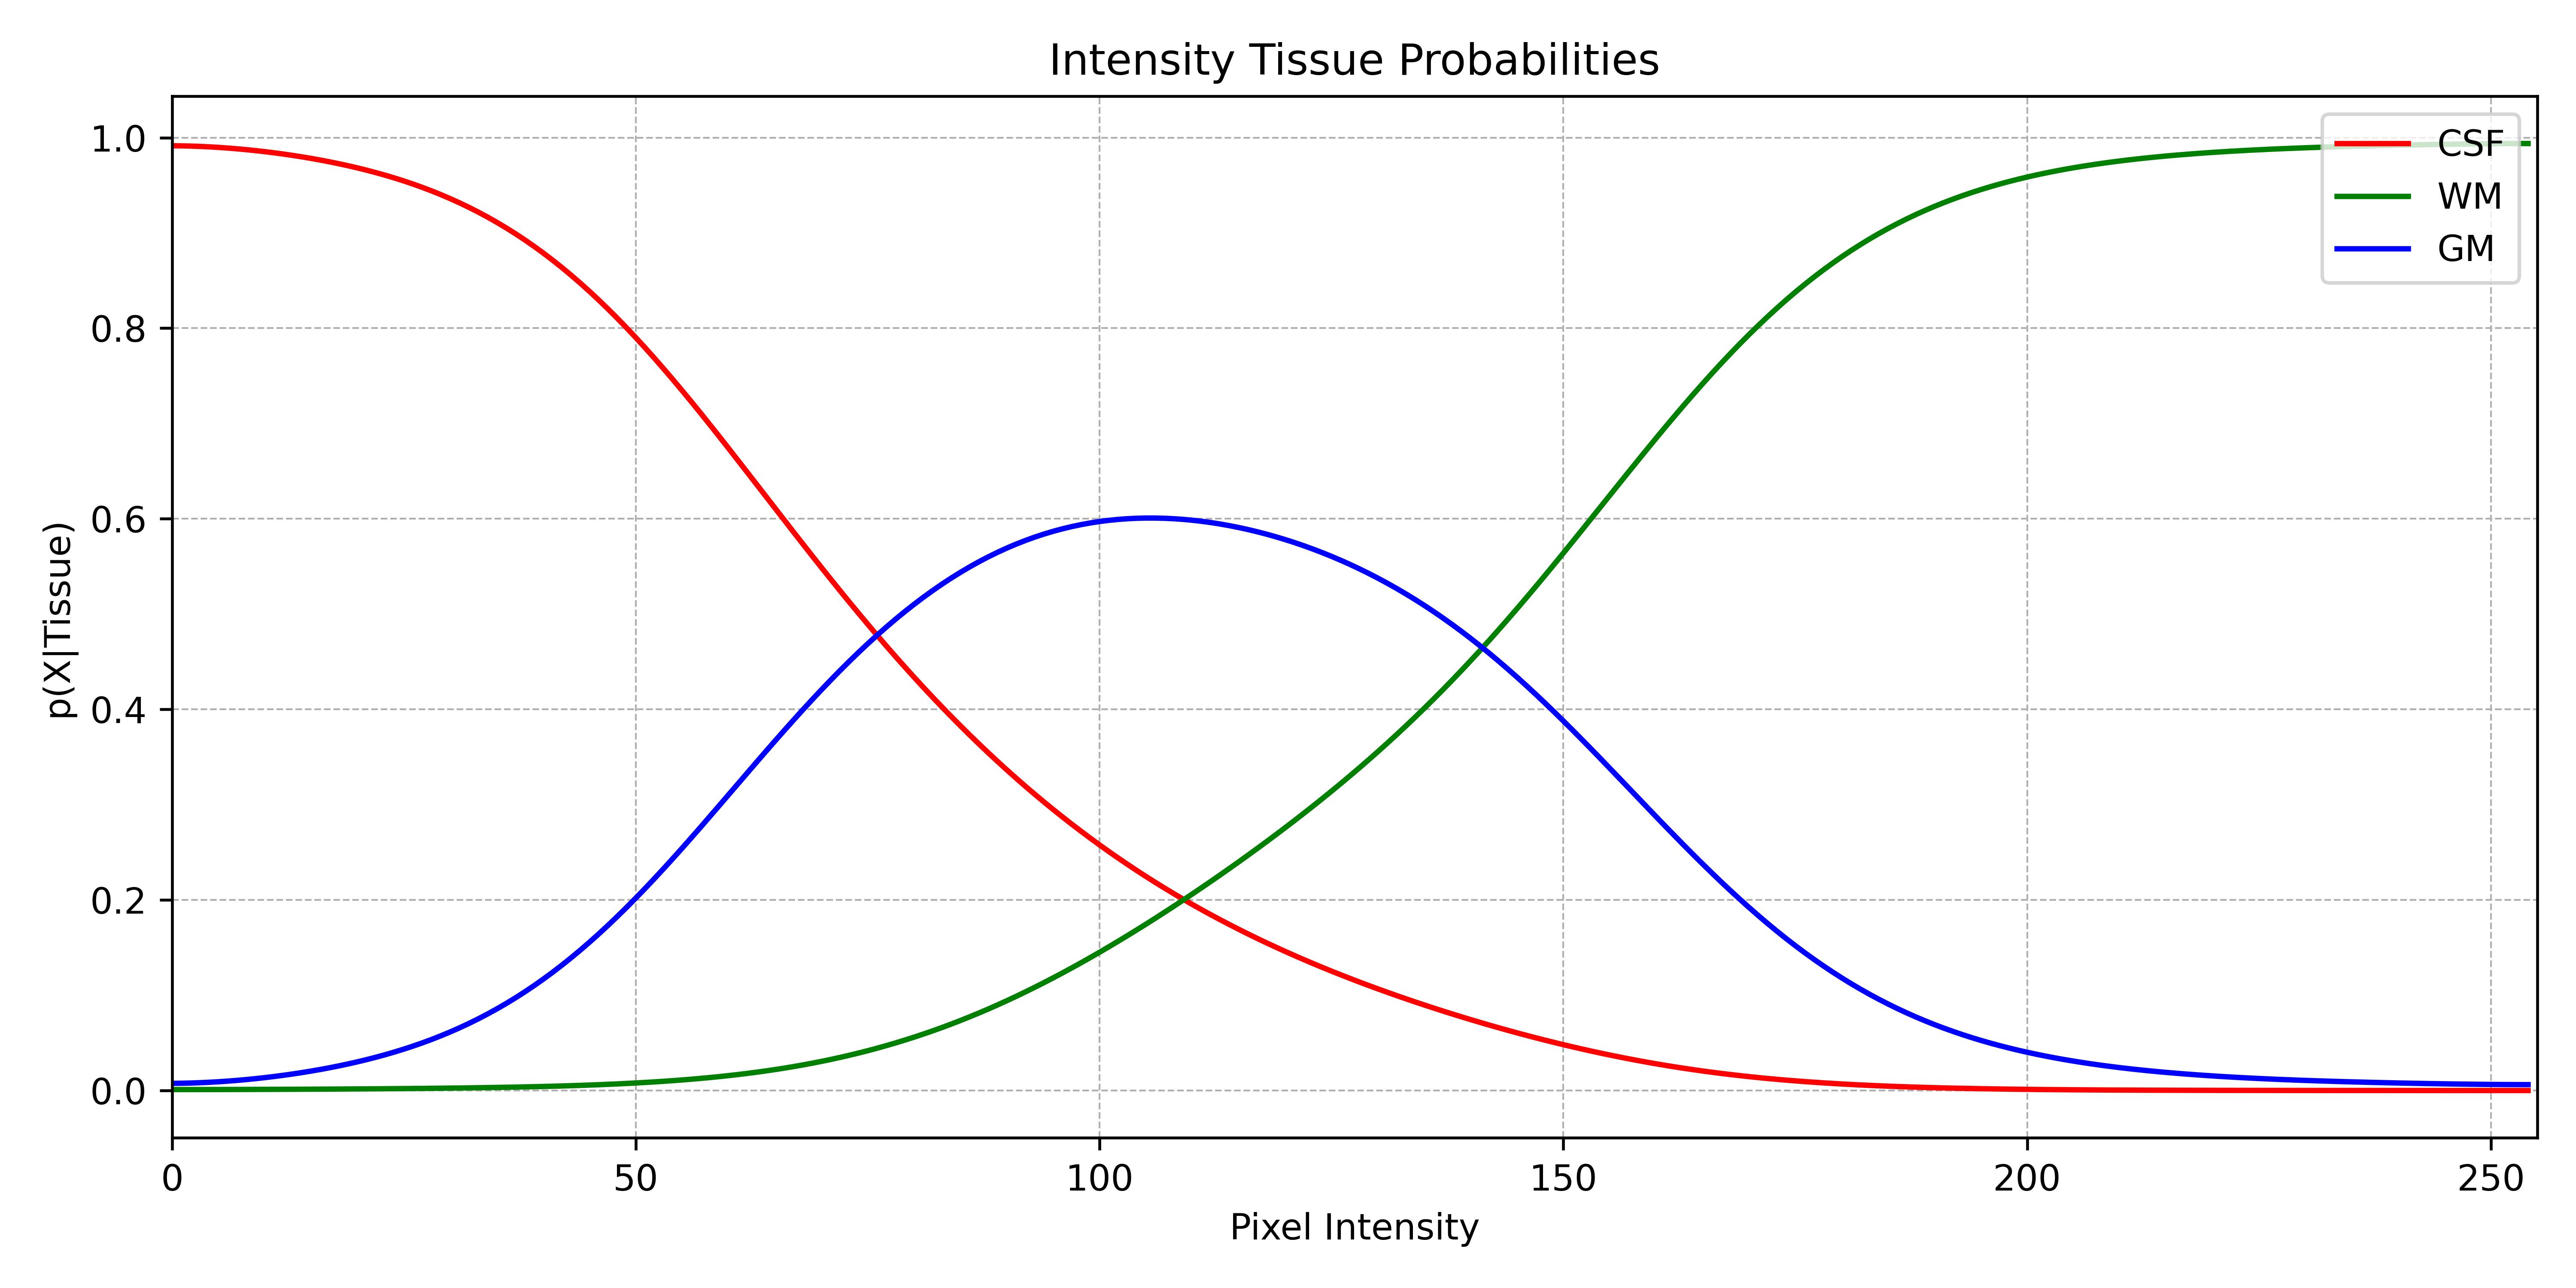 Intensity Tissue Probabilities
CSF
WM
GM
1.0
0.8
0.6
0.4
0.2
0.0
p(X|Tissue)
0 50 100 150 200 250
Pixel Intensity